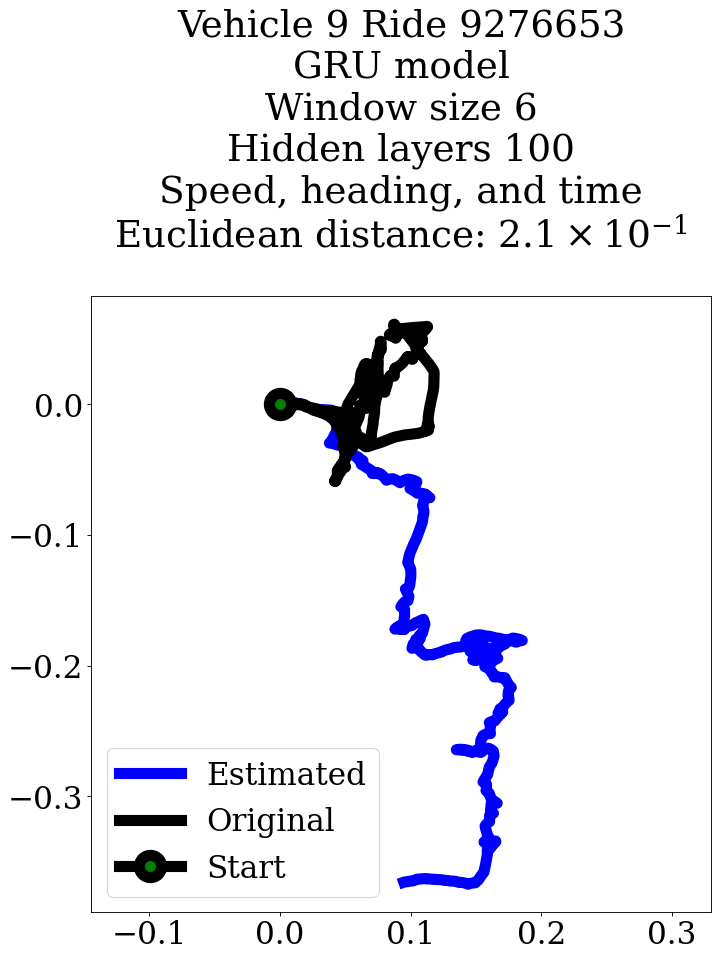 Vehicle 9 Ride 9276653
GRU model
Window size 6
Hidden layers 100
Speed, heading, and time
Euclidean distance: 2.1 × 10⁻¹
0.0
−0.1
−0.2
−0.3
Estimated
Original
Start
−0.1 0.0 0.1 0.2 0.3